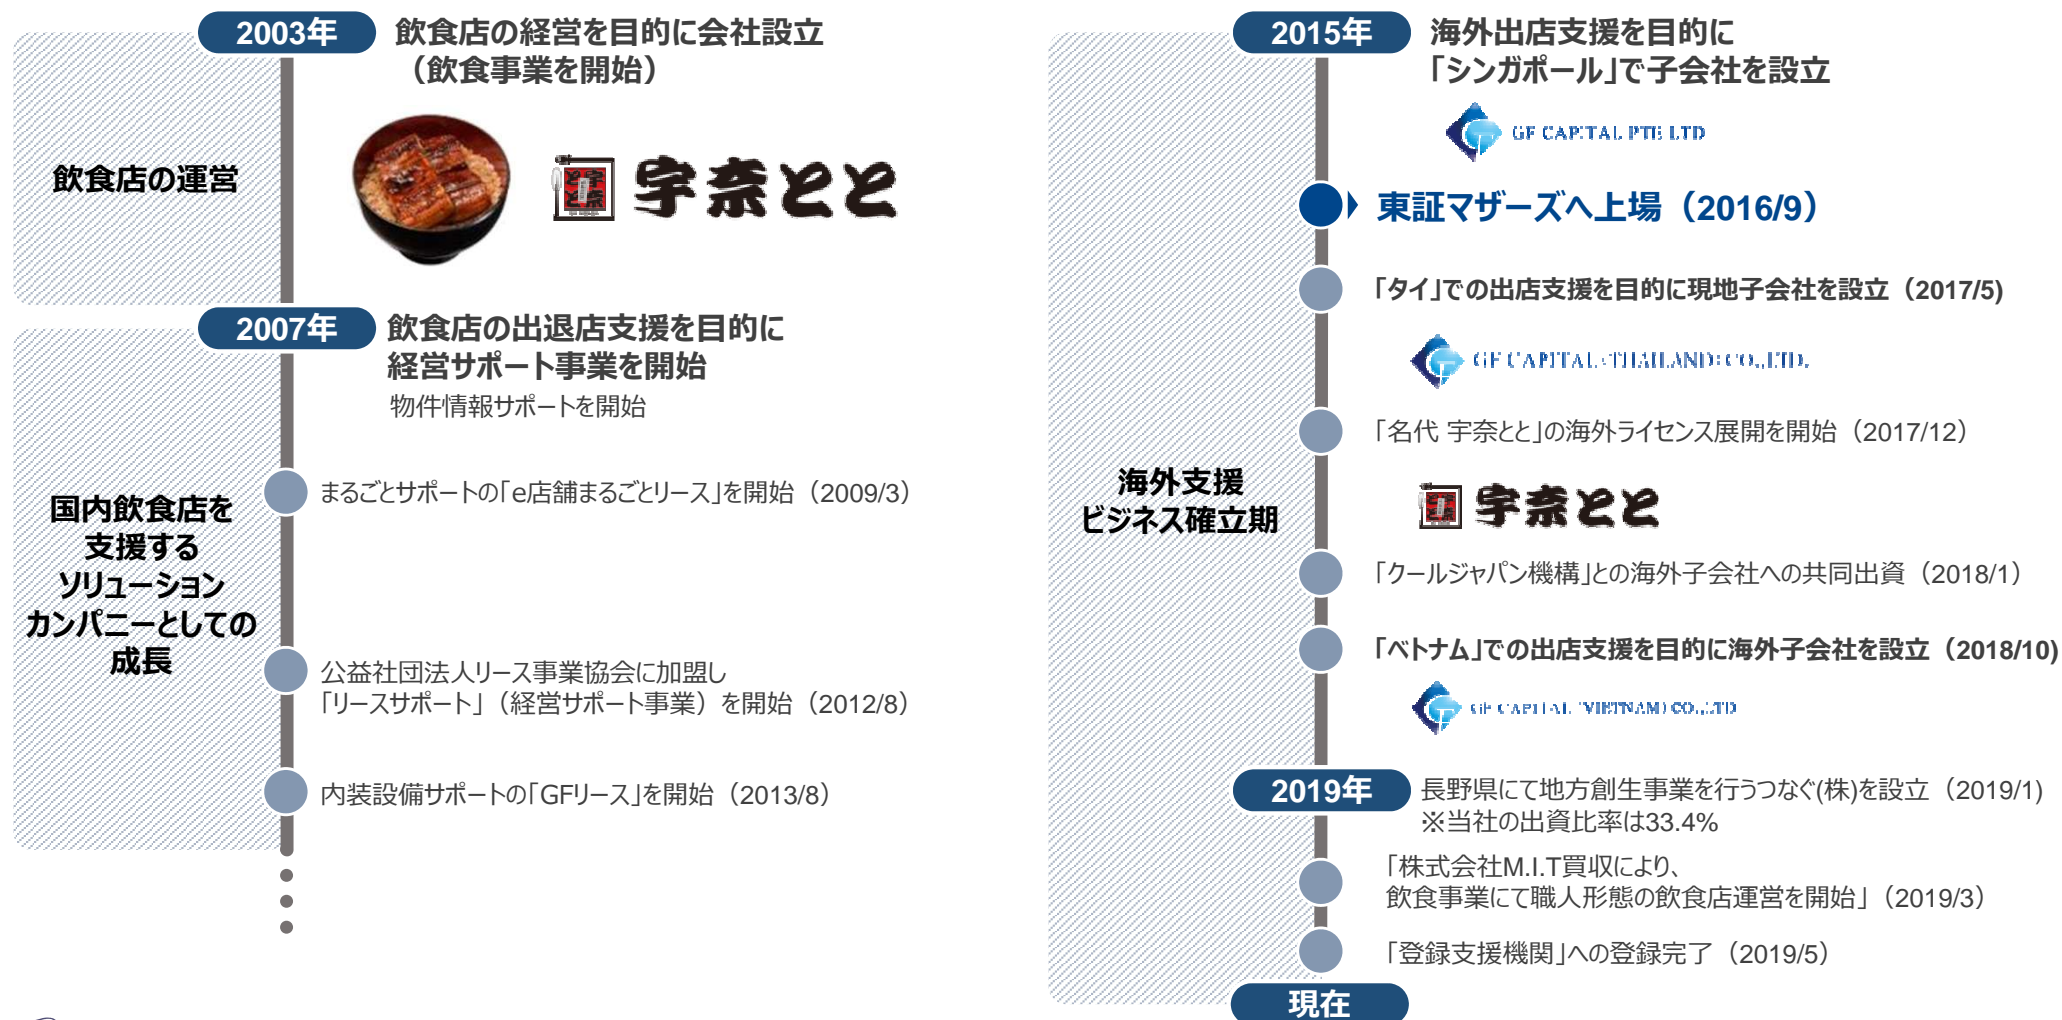 2003年
飲食店の経営を目的に会社設立
（飲食事業を開始）
飲食店の運営
宇奈とと
2007年
飲食店の出退店支援を目的に
経営サポート事業を開始
物件情報サポートを開始
国内飲食店を
支援する
ソリューション
カンパニーとしての
成長
まるごとサポートの「e店舗まるごとリース」を開始（2009/3）
公益社団法人リース事業協会に加盟し
「リースサポート」（経営サポート事業）を開始（2012/8）
内装設備サポートの「GFリース」を開始（2013/8）
2015年
海外出店支援を目的に
「シンガポール」で子会社を設立
GF CAPITAL PTE LTD
東証マザーズへ上場（2016/9）
「タイ」での出店支援を目的に現地子会社を設立（2017/5)
GF CAPITAL (THAILAND) CO.,LTD.
「名代 宇奈とと」の海外ライセンス展開を開始（2017/12）
海外支援
ビジネス確立期
宇奈とと
「クールジャパン機構」との海外子会社への共同出資（2018/1）
「ベトナム」での出店支援を目的に海外子会社を設立（2018/10)
GF CAPITAL (VIETNAM) CO.,LTD
2019年
長野県にて地方創生事業を行うつなぐ(株)を設立（2019/1)
※当社の出資比率は33.4%
「株式会社M.I.T買収により、
飲食事業にて職人形態の飲食店運営を開始」（2019/3）
「登録支援機関」への登録完了（2019/5）
現在